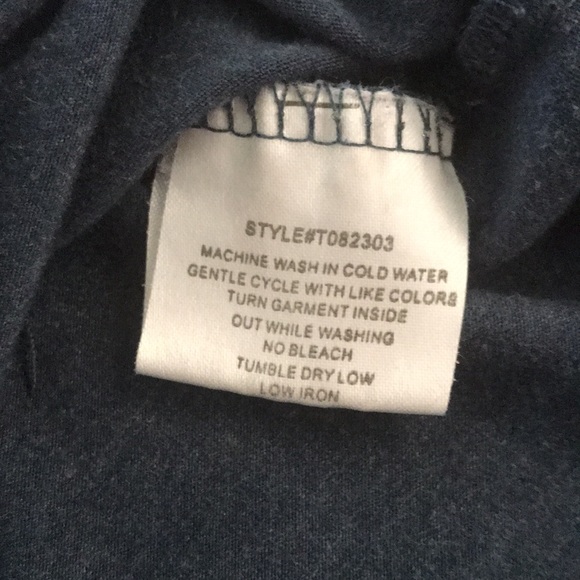 STYLE#T082303
MACHINE WASH IN COLD WATER
GENTLE CYCLE WITH LIKE COLORS
TURN GARMENT INSIDE
OUT WHILE WASHING
NO BLEACH
TUMBLE DRY LOW
LOW IRON